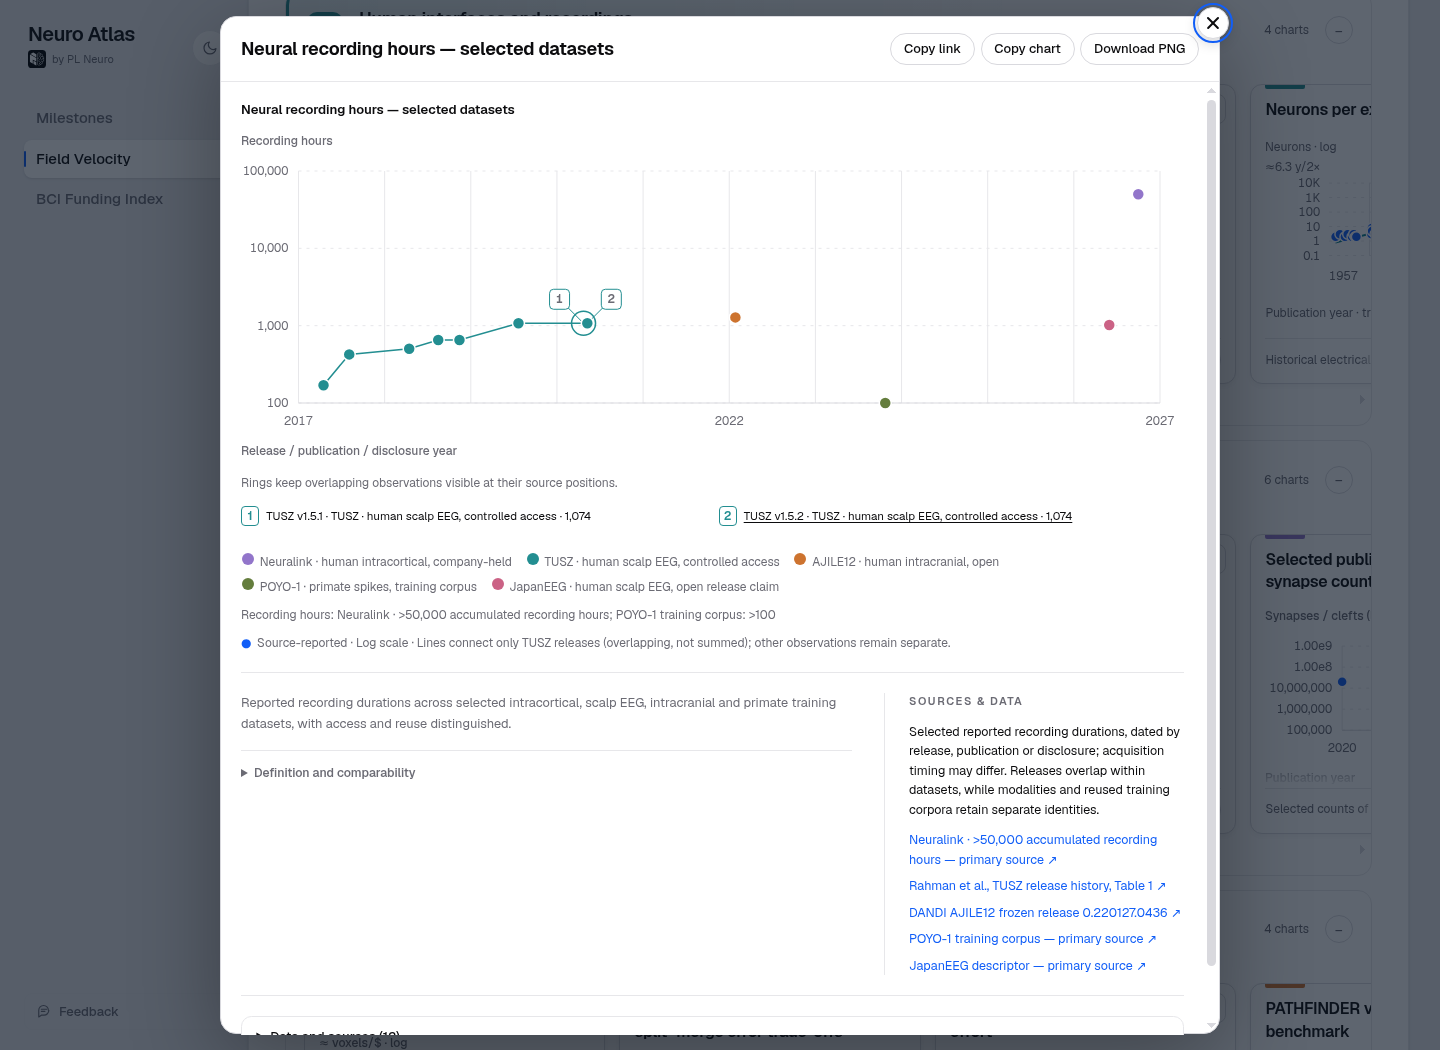 Neuro Atlas
by PL Neuro
Milestones
Field Velocity
BCI Funding Index
Feedback
Human interfaces and recordings
Neural recording hours — selected datasets
Copy link
Copy chart
Download PNG
Neural recording hours — selected datasets
Recording hours
100,000
10,000
1,000
100
1
2
2017
2022
2027
Release / publication / disclosure year
Rings keep overlapping observations visible at their source positions.
1 TUSZ v1.5.1 · TUSZ · human scalp EEG, controlled access · 1,074
2 TUSZ v1.5.2 · TUSZ · human scalp EEG, controlled access · 1,074
Neuralink · human intracortical, company-held
TUSZ · human scalp EEG, controlled access
AJILE12 · human intracranial, open
POYO-1 · primate spikes, training corpus
JapanEEG · human scalp EEG, open release claim
Recording hours: Neuralink · >50,000 accumulated recording hours; POYO-1 training corpus: >100
Source-reported · Log scale · Lines connect only TUSZ releases (overlapping, not summed); other observations remain separate.
Reported recording durations across selected intracortical, scalp EEG, intracranial and primate training
datasets, with access and reuse distinguished.
Definition and comparability
SOURCES & DATA
Selected reported recording durations, dated by
release, publication or disclosure; acquisition
timing may differ. Releases overlap within
datasets, while modalities and reused training
corpora retain separate identities.
Neuralink · >50,000 accumulated recording
hours — primary source ↗
Rahman et al., TUSZ release history, Table 1 ↗
DANDI AJILE12 frozen release 0.220127.0436 ↗
POYO-1 training corpus — primary source ↗
JapanEEG descriptor — primary source ↗
4 charts
Neurons per
Neurons · log
≈6.3 y/2×
10K
1K
100
10
1
0.1
1957
Publication year ·
Historical electrical
6 charts
Selected
synapse
Synapses / clefts (
1.00e9
1.00e8
10,000,000
1,000,000
100,000
2020
Publication year
Selected counts of
4 charts
PATHFINDER
benchmark
≈ voxels/$ · log